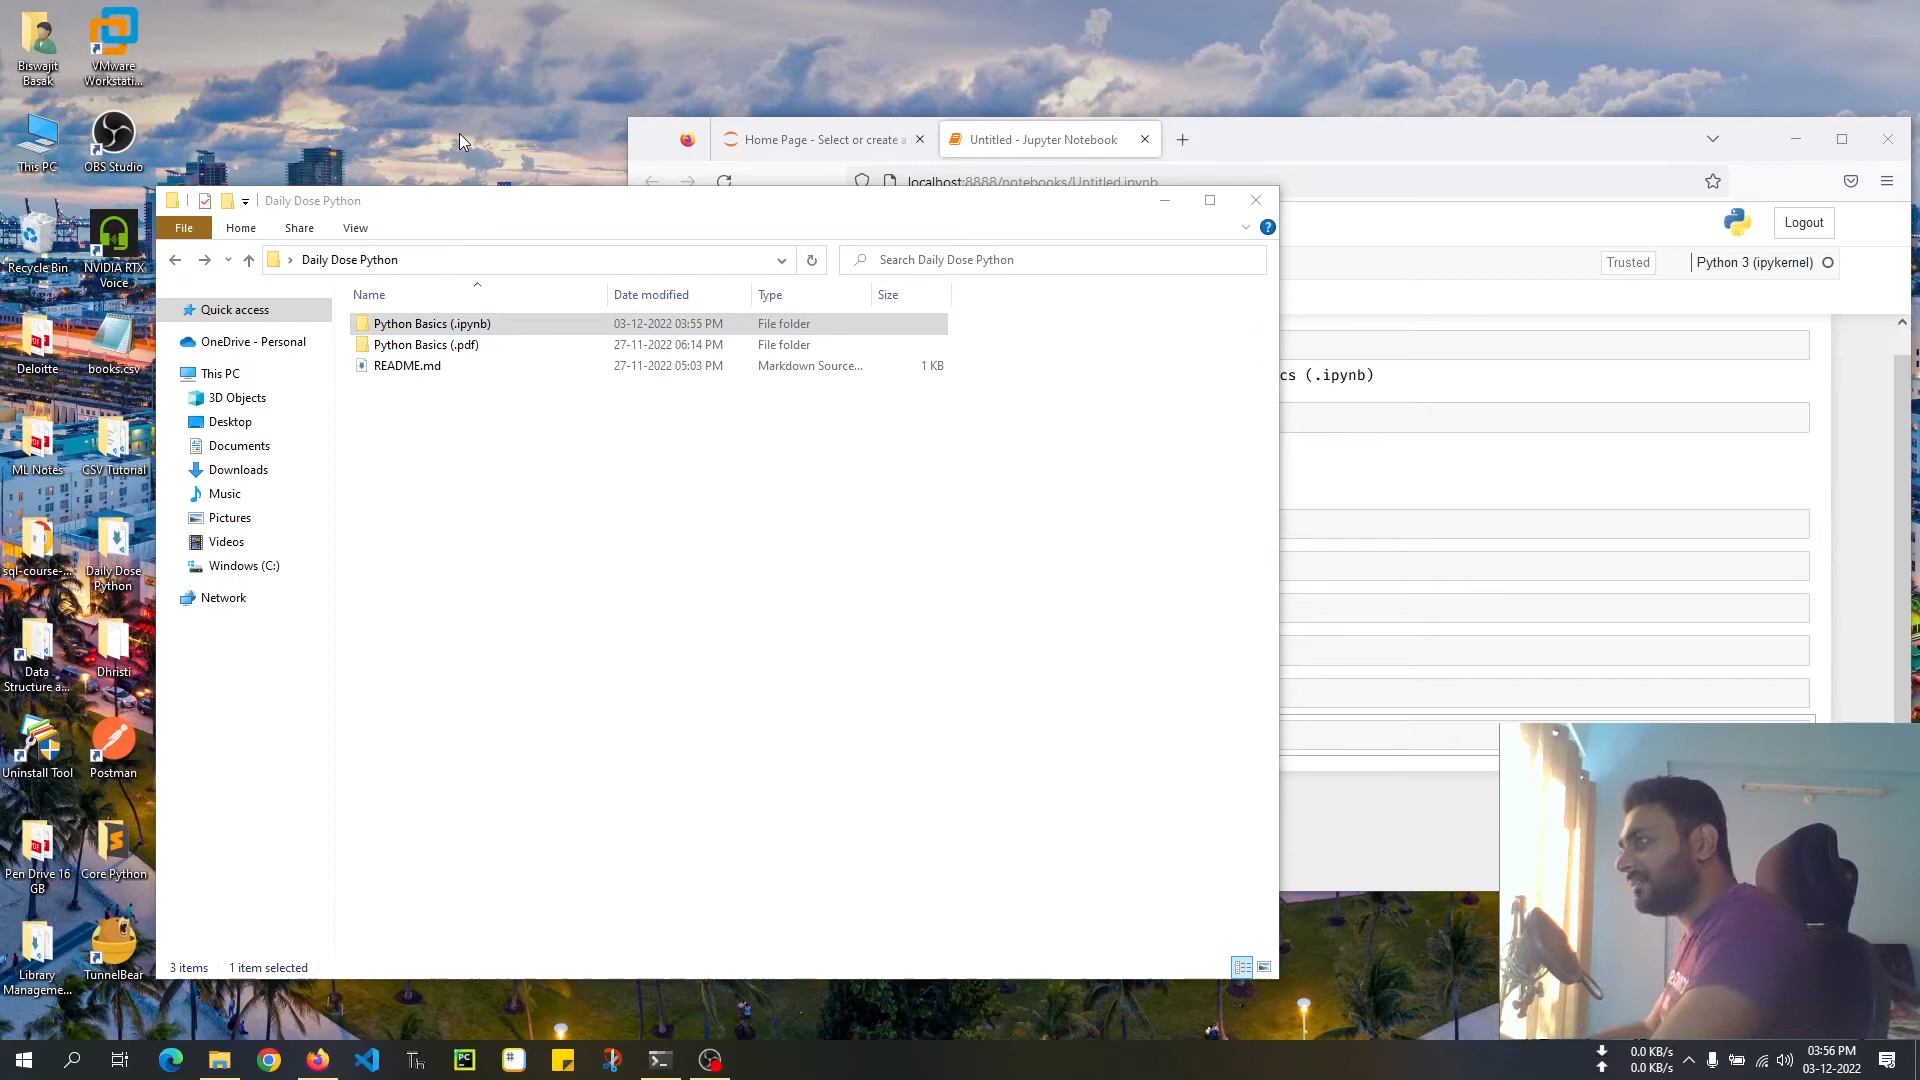 Biswajit
Basak
VMware
Workstati...
This PC
OBS Studio
Recycle Bin
NVIDIA RTX
Voice
Deloitte
books.csv
ML Notes
CSV Tutorial
sql-course-...
Daily Dose
Python
Data
Structure a...
Dhristi
Uninstall Tool
Postman
Pen Drive 16
GB
Core Python
Library
Manageme...
TunnelBear
Home Page - Select or create a
Untitled - Jupyter Notebook
localhost:8888/notebooks/Untitled.ipynb
Logout
Trusted
Python 3 (ipykernel)
cs (.ipynb)
Daily Dose Python
File
Home
Share
View
Daily Dose Python
Search Daily Dose Python
Name
Date modified
Type
Size
Python Basics (.ipynb)
03-12-2022 03:55 PM
File folder
Python Basics (.pdf)
27-11-2022 06:14 PM
File folder
README.md
27-11-2022 05:03 PM
Markdown Source...
1 KB
Quick access
OneDrive - Personal
This PC
3D Objects
Desktop
Documents
Downloads
Music
Pictures
Videos
Windows (C:)
Network
3 items
1 item selected
0.0 KB/s
0.0 KB/s
03:56 PM
03-12-2022